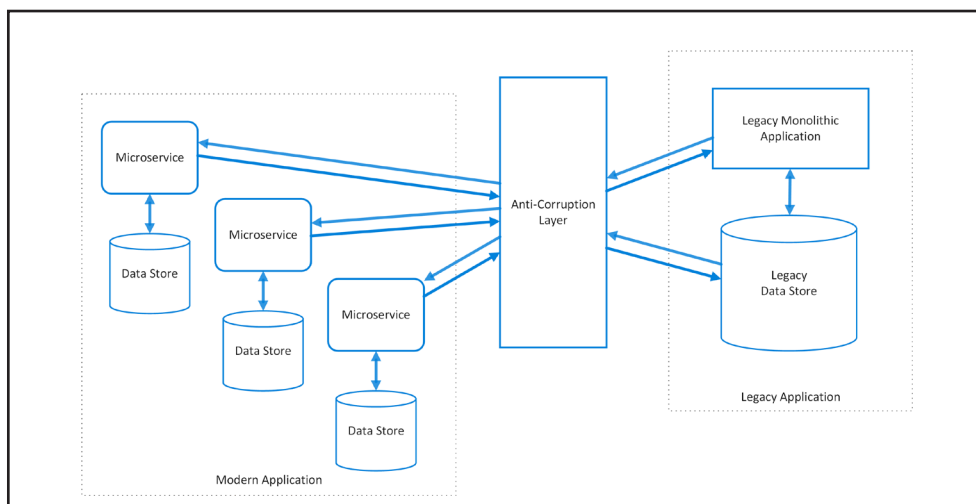 Microservice
Data Store
Microservice
Data Store
Microservice
Data Store
Modern Application
Anti-Corruption
Layer
Legacy Monolithic
Application
Legacy
Data Store
Legacy Application